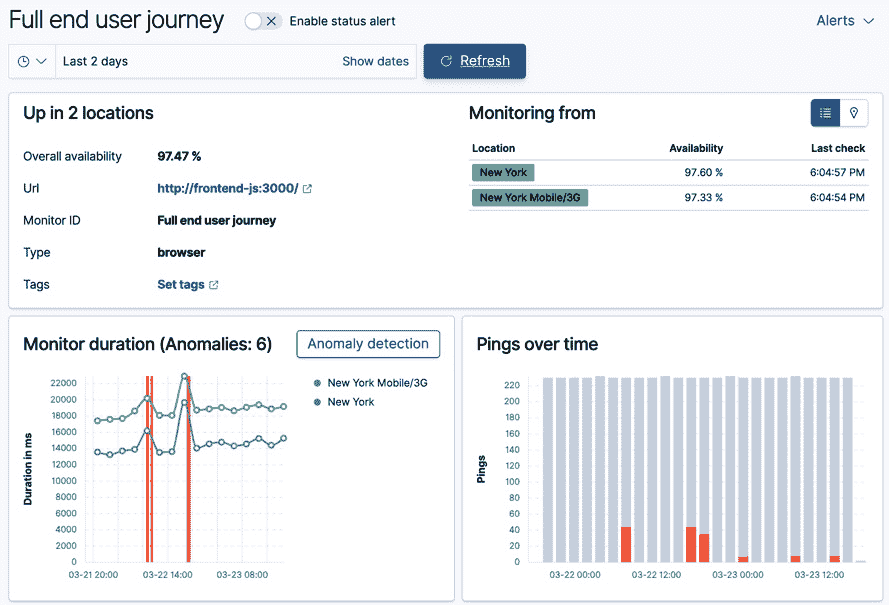 Full end user journey
Enable status alert
Alerts
Last 2 days
Show dates
Refresh
Up in 2 locations
Overall availability 97.47 %
Url http://frontend-js:3000/
Monitor ID Full end user journey
Type browser
Tags Set tags
Monitoring from
Location Availability Last check
New York 97.60 % 6:04:57 PM
New York Mobile/3G 97.33 % 6:04:54 PM
Monitor duration (Anomalies: 6)
Anomaly detection
Duration in ms
22000
20000
18000
16000
14000
12000
10000
8000
6000
4000
2000
0
03-21 20:00 03-22 14:00 03-23 08:00
New York Mobile/3G
New York
Pings over time
Pings
220
200
180
160
140
120
100
80
60
40
20
0
03-22 00:00 03-22 12:00 03-23 00:00 03-23 12:00